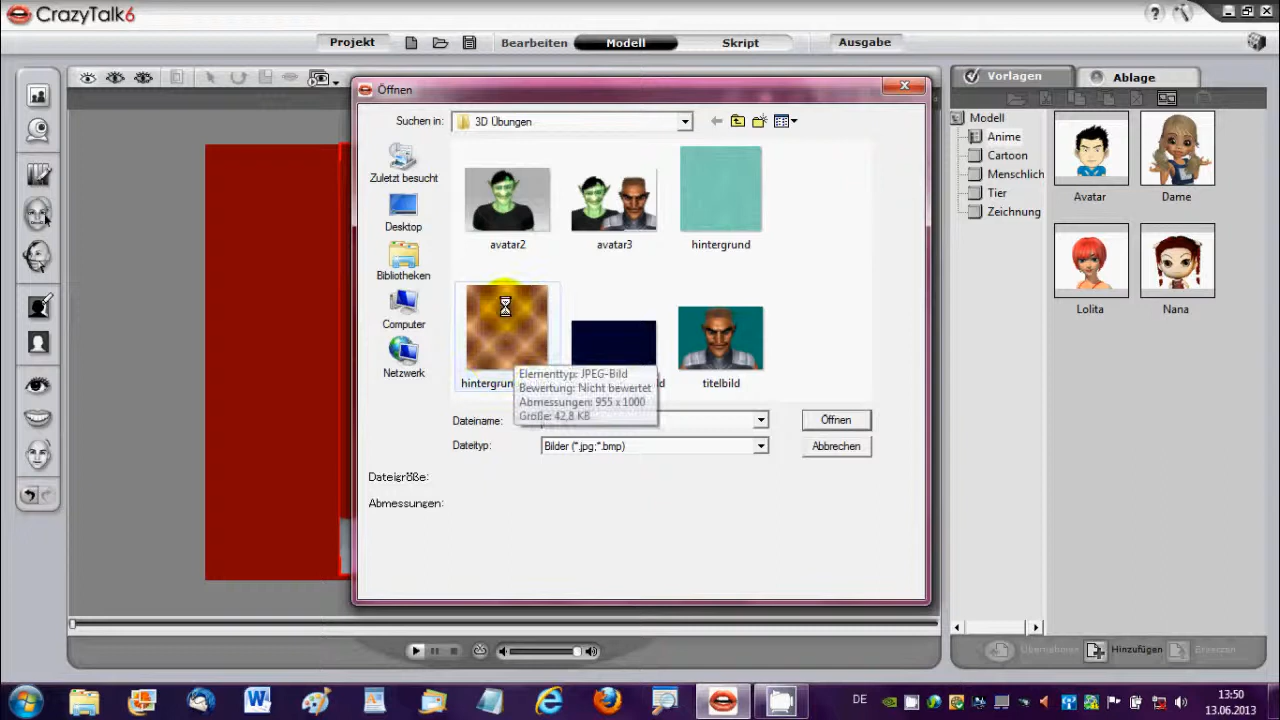 CrazyTalk6
Projekt
Bearbeiten
Modell
Skript
Ausgabe
Öffnen
Suchen in:
3D Übungen
Zuletzt besucht
Desktop
Bibliotheken
Computer
Netzwerk
avatar2
avatar3
hintergrund
titelbild
Elementtyp: JPEG-Bild
Bewertung: Nicht bewertet
Abmessungen: 955 x 1000
Größe: 42,8 KB
Dateiname:
Öffnen
Dateityp:
Bilder (*.jpg;*.bmp)
Abbrechen
Dateigröße:
Abmessungen:
Vorlagen
Ablage
Modell
Anime
Cartoon
Menschlich
Tier
Zeichnung
Avatar
Dame
Lolita
Nana
Übernehmen
Hinzufügen
Ersetzen
DE
13:50
13.06.2013